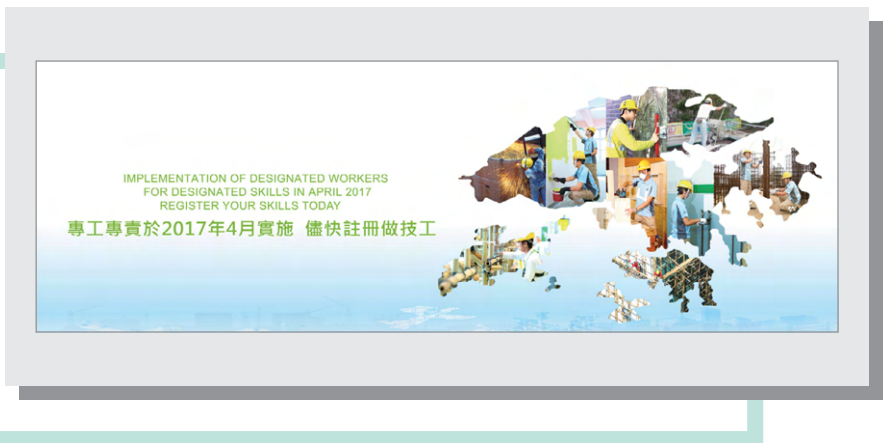 IMPLEMENTATION OF DESIGNATED WORKERS
FOR DESIGNATED SKILLS IN APRIL 2017
REGISTER YOUR SKILLS TODAY
專工專責於2017年4月實施 儘快註冊做技工